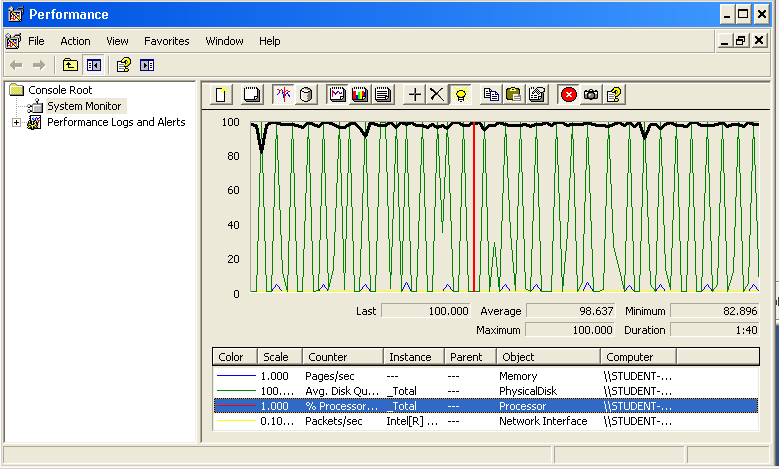 Performance
File Action View Favorites Window Help
Console Root
System Monitor
Performance Logs and Alerts
100
80
60
40
20
0
Last 100.000 Average 98.637 Minimum 82.896
Maximum 100.000 Duration 1:40
Color Scale Counter Instance Parent Object Computer
1.000 Pages/sec --- --- Memory \\STUDENT-...
100.... Avg. Disk Qu... _Total --- PhysicalDisk \\STUDENT-...
1.000 % Processor... _Total --- Processor \\STUDENT-...
0.10... Packets/sec Intel[R] ... --- Network Interface \\STUDENT-...